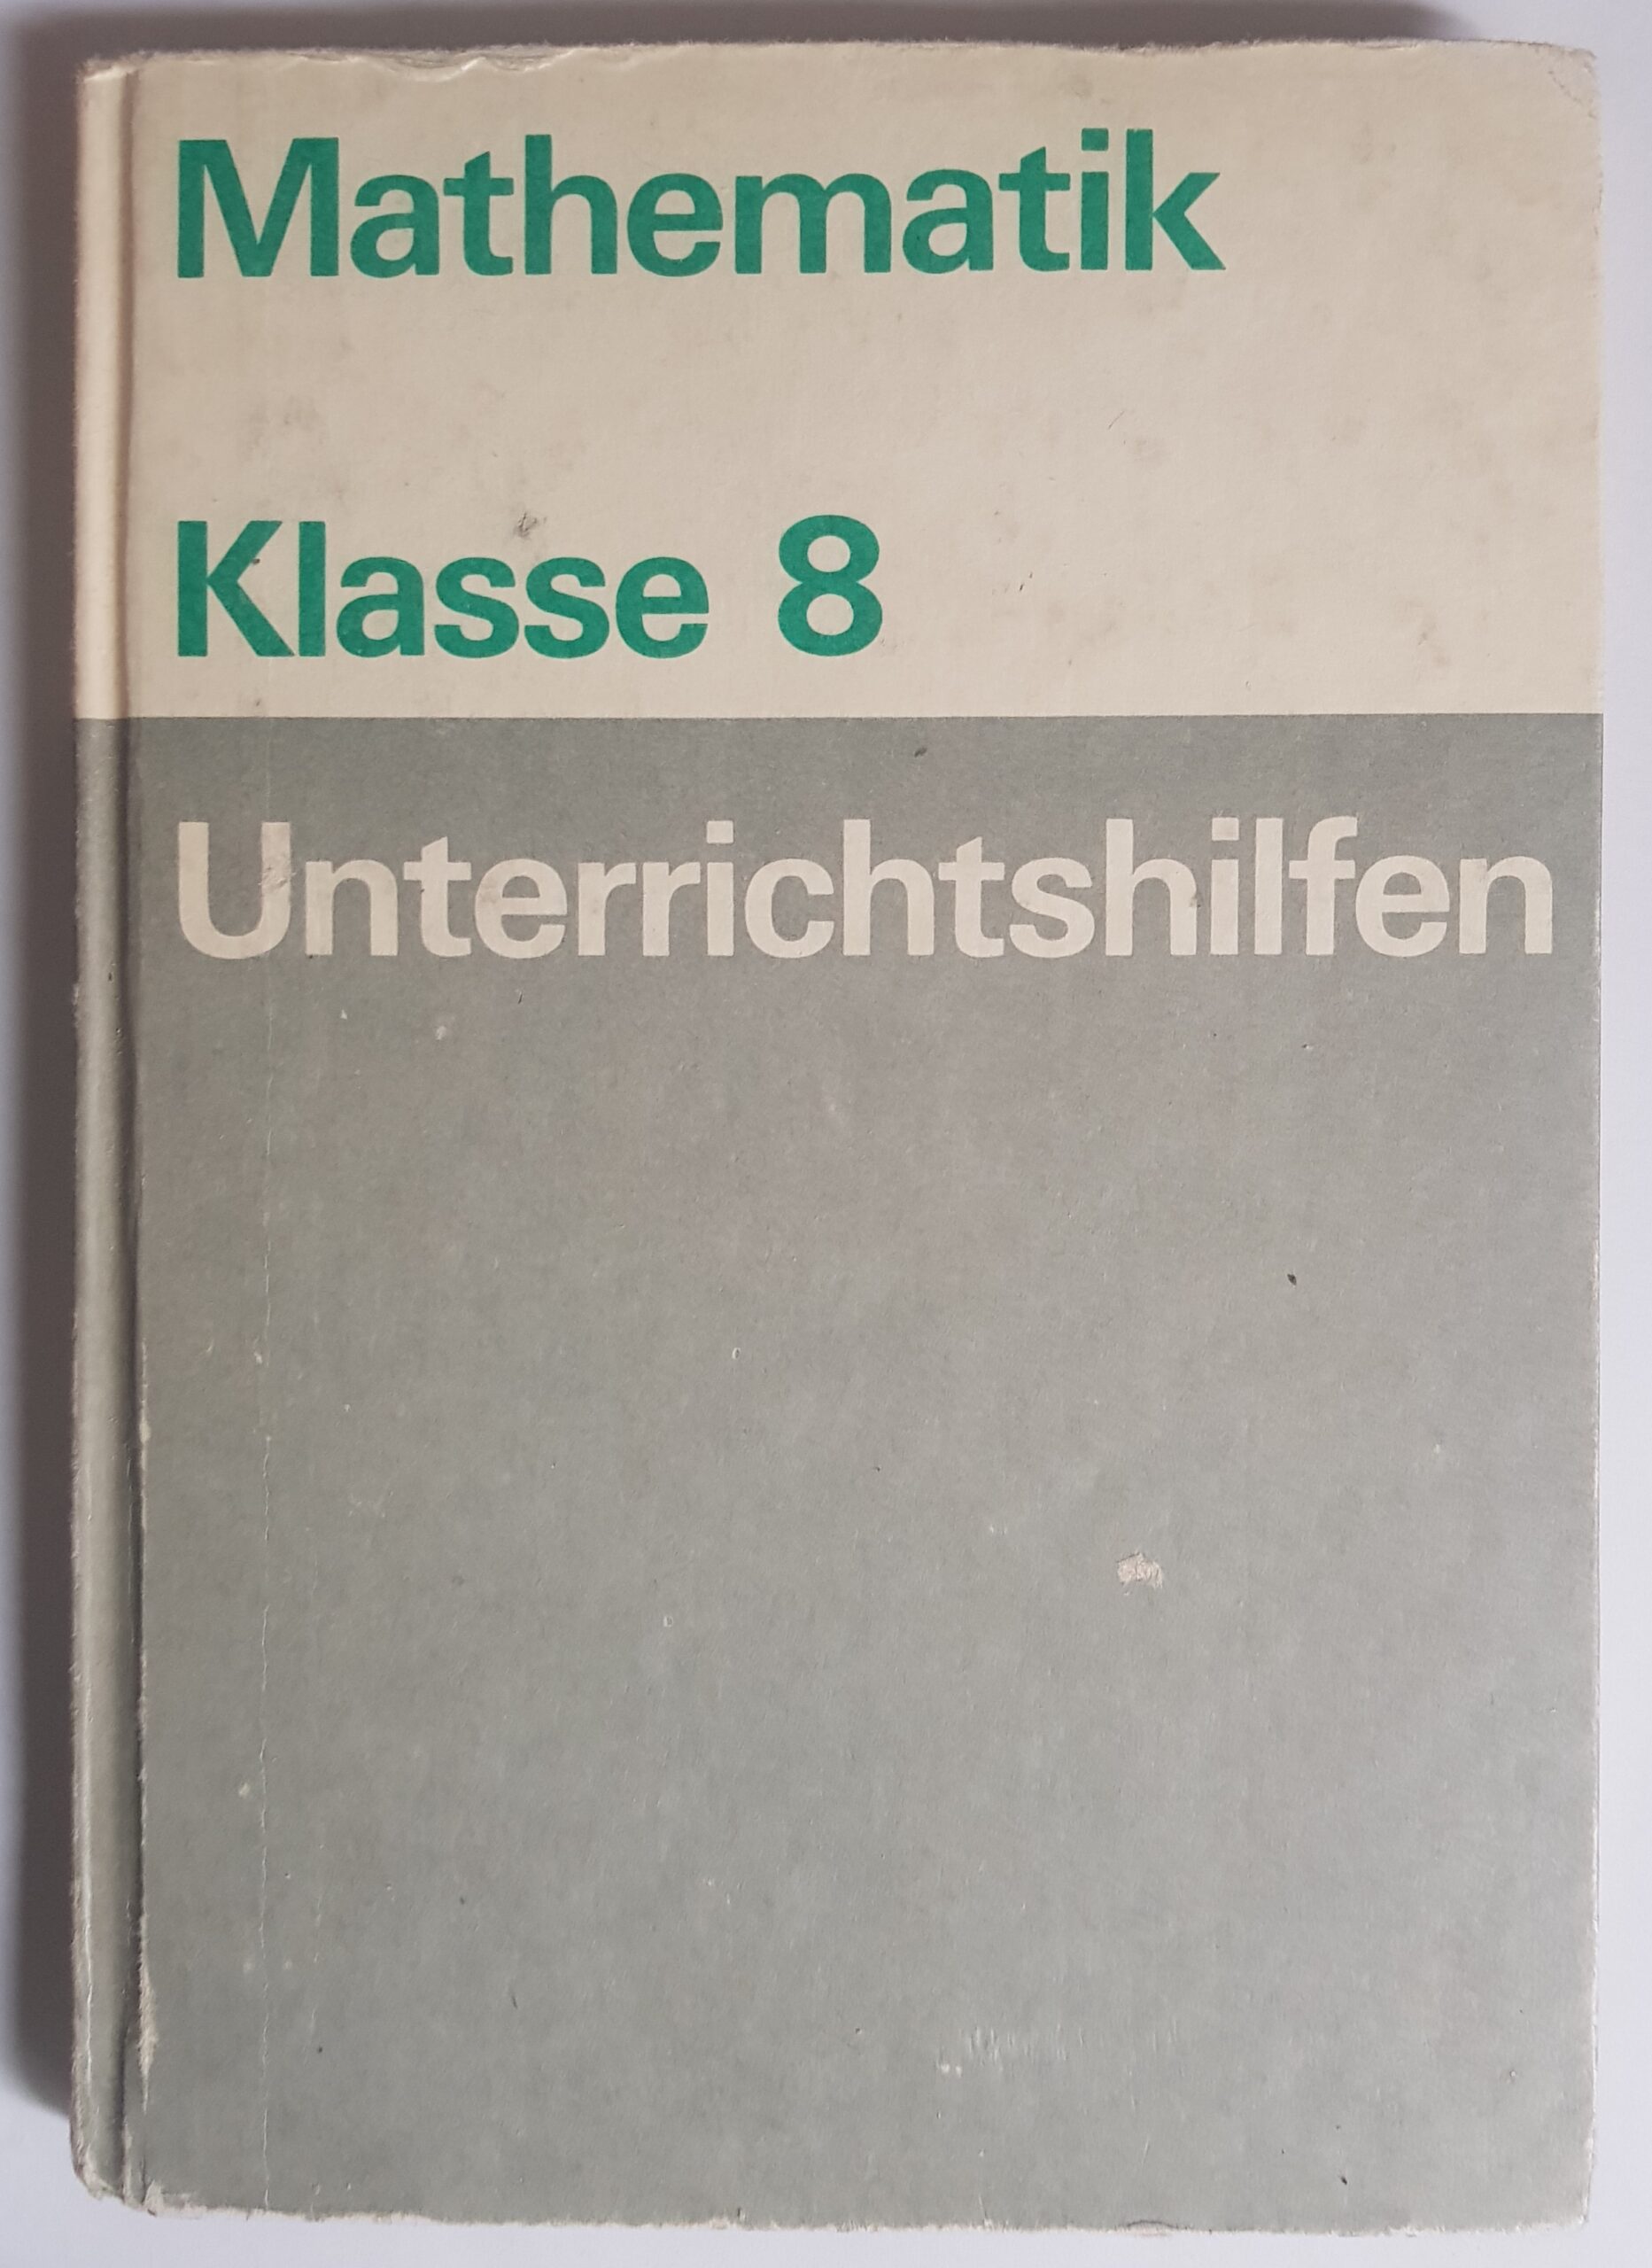 Mathematik
Klasse 8
Unterrichtshilfen